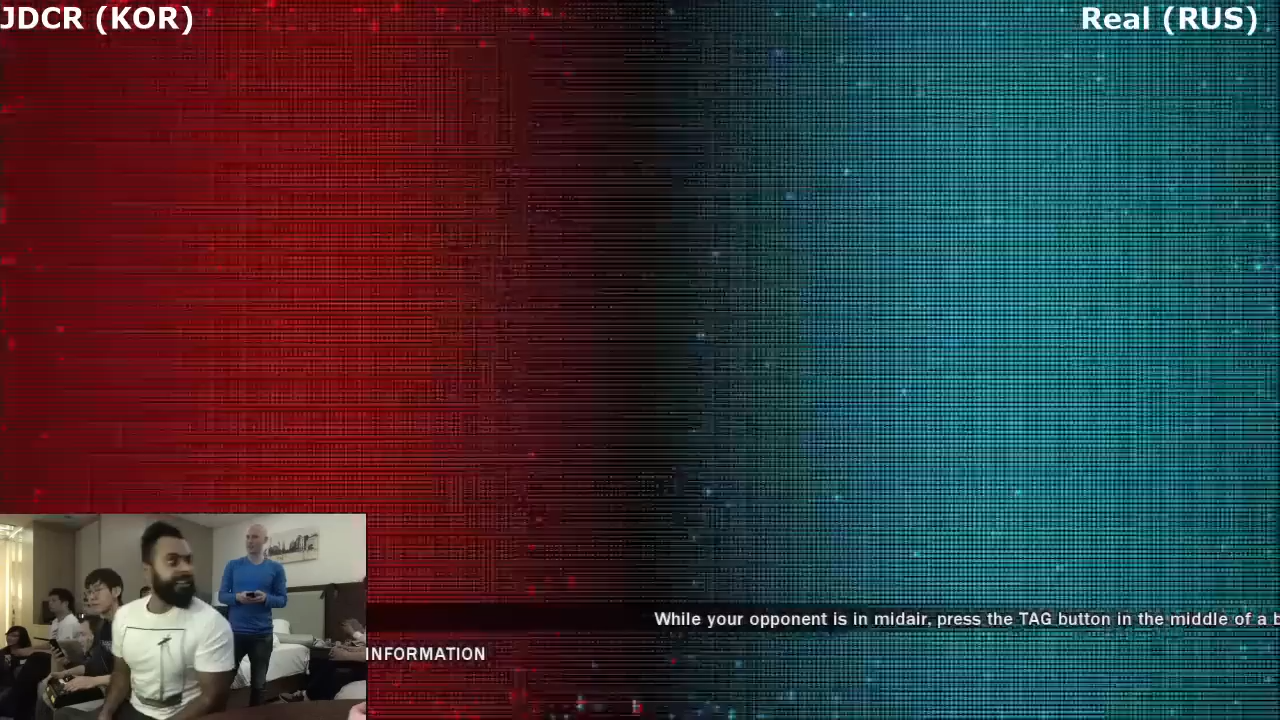 JDCR (KOR)
Real (RUS)
While your opponent is in midair, press the TAG button in the middle of a b
INFORMATION